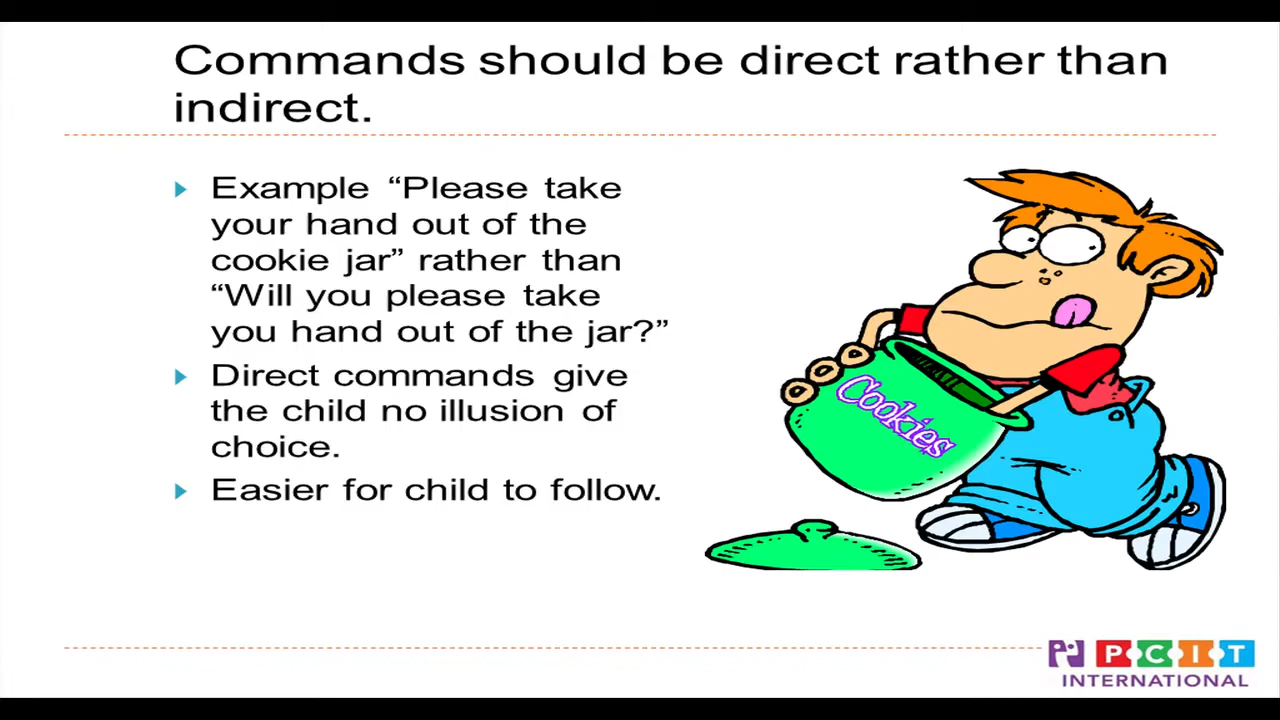 Commands should be direct rather than
indirect.
Example “Please take
your hand out of the
cookie jar” rather than
“Will you please take
you hand out of the jar?”
Direct commands give
the child no illusion of
choice.
Easier for child to follow.
Cookies
PCIT
INTERNATIONAL